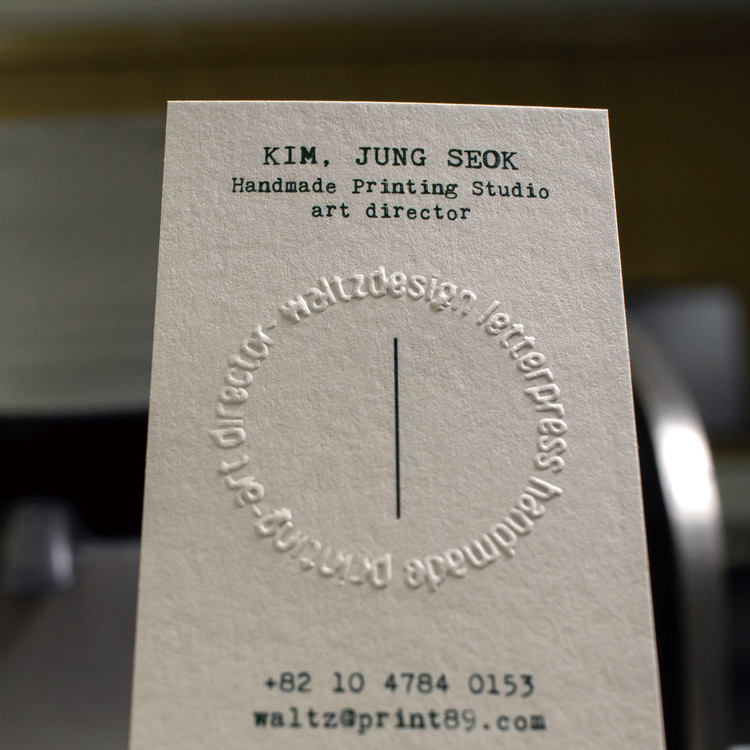 KIM, JUNG SEOK
Handmade Printing Studio
art director
waltzdesign letterpress handmade printing-art director-
+82 10 4784 0153
waltz@print89.com